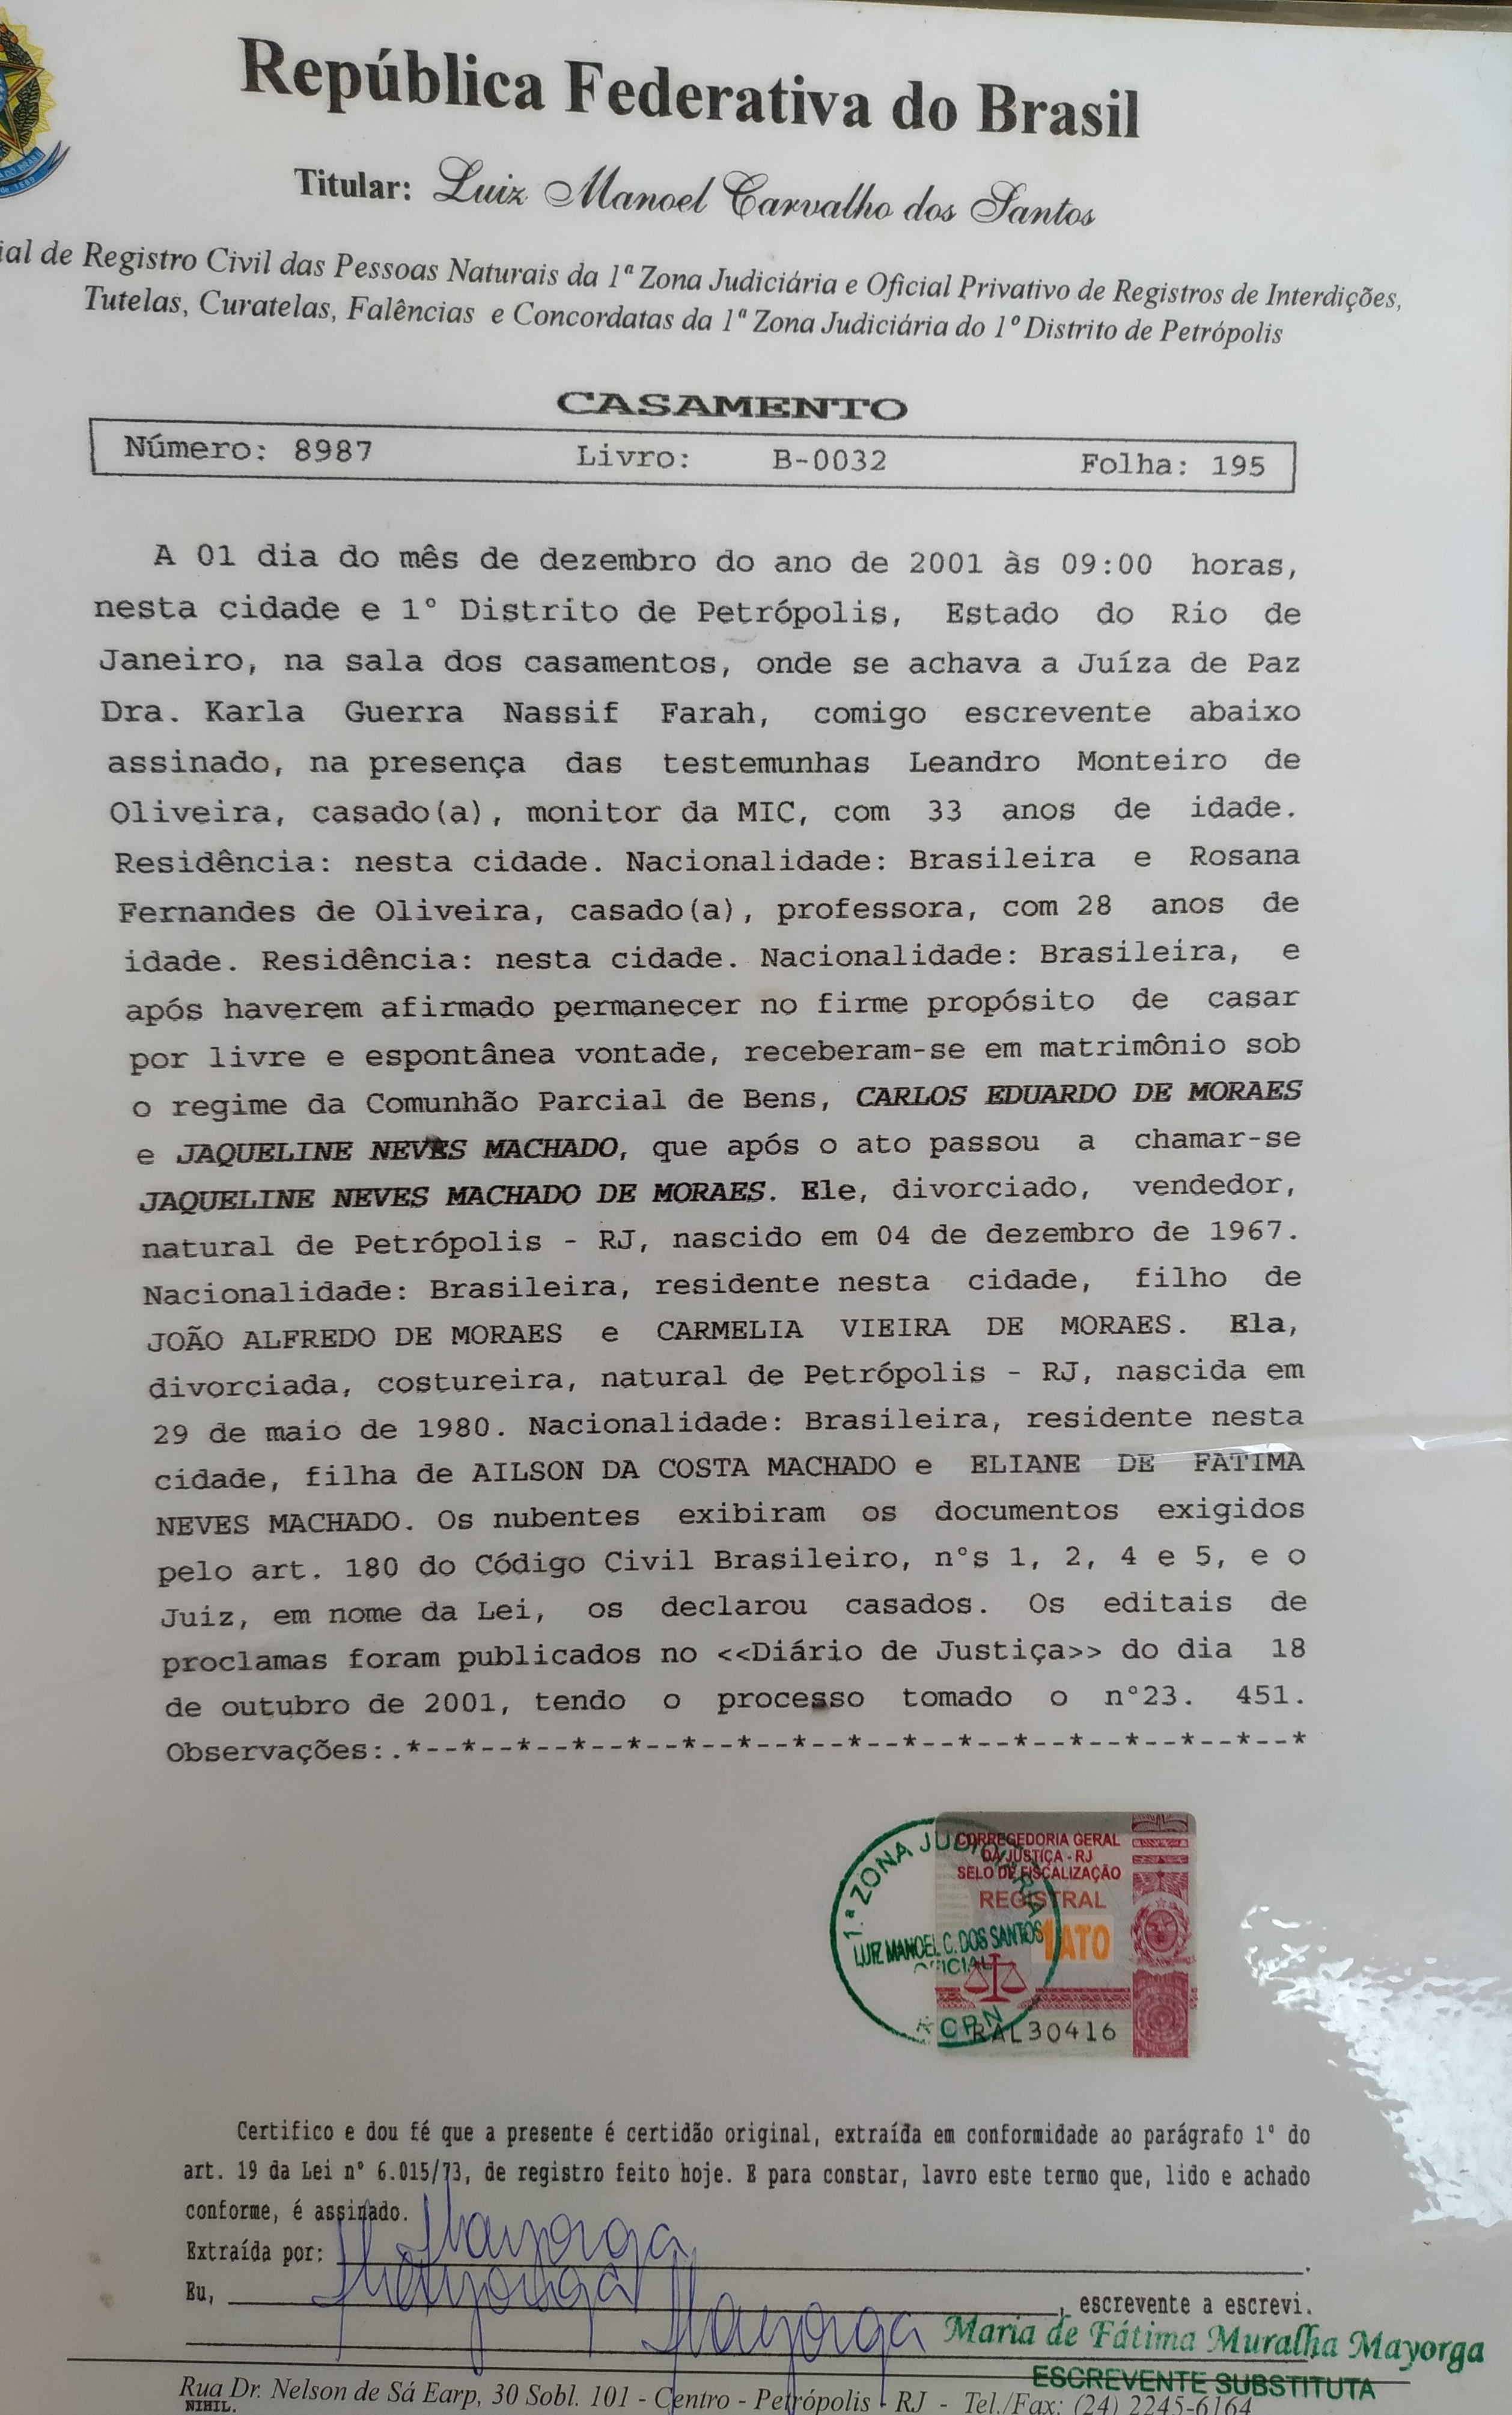 República Federativa do Brasil
Titular: Luiz Manoel Carvalho dos Santos
ial de Registro Civil das Pessoas Naturais da 1ª Zona Judiciária e Oficial Privativo de Registros de Interdições,
Tutelas, Curatelas, Falências e Concordatas da 1ª Zona Judiciária do 1º Distrito de Petrópolis
CASAMENTO
Número: 8987 Livro: B-0032 Folha: 195
A 01 dia do mês de dezembro do ano de 2001 às 09:00 horas,
nesta cidade e 1° Distrito de Petrópolis, Estado do Rio de
Janeiro, na sala dos casamentos, onde se achava a Juíza de Paz
Dra. Karla Guerra Nassif Farah, comigo escrevente abaixo
assinado, na presença das testemunhas Leandro Monteiro de
Oliveira, casado(a), monitor da MIC, com 33 anos de idade.
Residência: nesta cidade. Nacionalidade: Brasileira e Rosana
Fernandes de Oliveira, casado(a), professora, com 28 anos de
idade. Residência: nesta cidade. Nacionalidade: Brasileira, e
após haverem afirmado permanecer no firme propósito de casar
por livre e espontânea vontade, receberam-se em matrimônio sob
o regime da Comunhão Parcial de Bens, CARLOS EDUARDO DE MORAES
e JAQUELINE NEVES MACHADO, que após o ato passou a chamar-se
JAQUELINE NEVES MACHADO DE MORAES. Ele, divorciado, vendedor,
natural de Petrópolis - RJ, nascido em 04 de dezembro de 1967.
Nacionalidade: Brasileira, residente nesta cidade, filho de
JOÃO ALFREDO DE MORAES e CARMELIA VIEIRA DE MORAES. Ela,
divorciada, costureira, natural de Petrópolis - RJ, nascida em
29 de maio de 1980. Nacionalidade: Brasileira, residente nesta
cidade, filha de AILSON DA COSTA MACHADO e ELIANE DE FATIMA
NEVES MACHADO. Os nubentes exibiram os documentos exigidos
pelo art. 180 do Código Civil Brasileiro, n°s 1, 2, 4 e 5, e o
Juiz, em nome da Lei, os declarou casados. Os editais de
proclamas foram publicados no <<Diário de Justiça>> do dia 18
de outubro de 2001, tendo o processo tomado o n°23. 451.
Observações:.*--*--*--*--*--*--*--*--*--*--*--*--*--*--*--*--*
CORREGEDORIA GERAL
DA JUSTIÇA - RJ
SELO DE FISCALIZAÇÃO
REGISTRAL
1 ATO
RAL30416
1.ª ZONA JUDICIÁRIA
LUIZ MANOEL C. DOS SANTOS
OFICIAL
RCPN
Certifico e dou fé que a presente é certidão original, extraída em conformidade ao parágrafo 1° do
art. 19 da Lei n° 6.015/73, de registro feito hoje. E para constar, lavro este termo que, lido e achado
conforme, é assinado.
Extraída por: Mayorga
Eu, Mayorga, escrevente a escrevi.
Mayorga Maria de Fátima Muralha Mayorga
ESCREVENTE SUBSTITUTA
Rua Dr. Nelson de Sá Earp, 30 Sobl. 101 - Centro - Petrópolis - RJ - Tel./Fax: (24) 2245-6164
NIHIL.